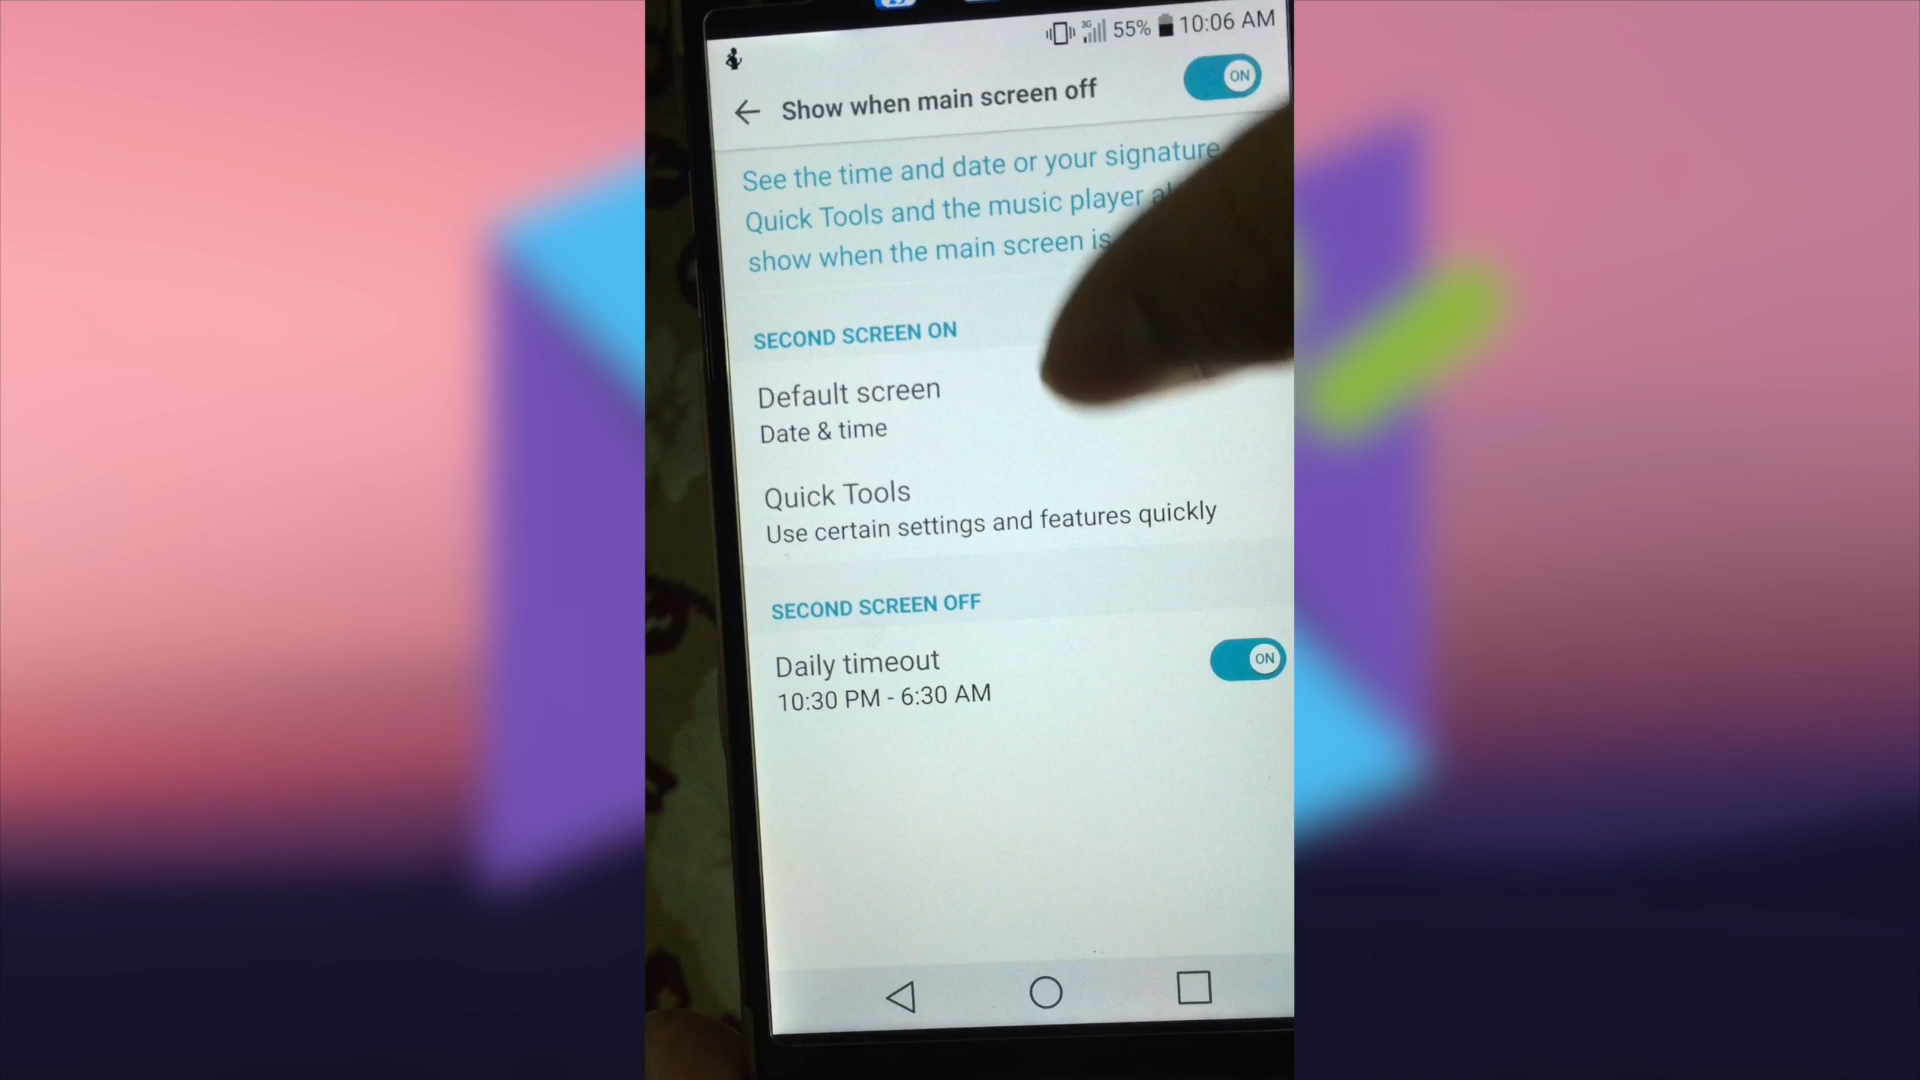 3G 55% 10:06 AM
Show when main screen off ON
See the time and date or your signature
Quick Tools and the music player
show when the main screen is
SECOND SCREEN ON
Default screen
Date & time
Quick Tools
Use certain settings and features quickly
SECOND SCREEN OFF
Daily timeout ON
10:30 PM - 6:30 AM